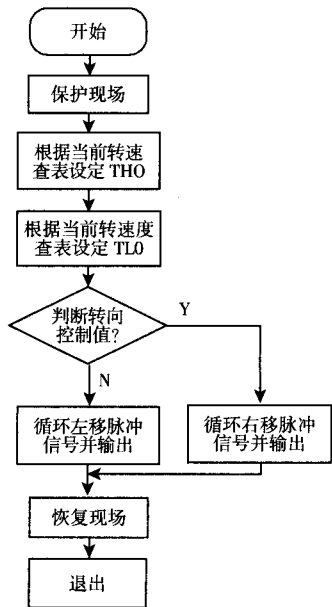 开始
保护现场
根据当前转速
查表设定 THO
根据当前转速度
查表设定 TL0
判断转向
控制值?
Y
N
循环左移脉冲
信号并输出
循环右移脉冲
信号并输出
恢复现场
退出